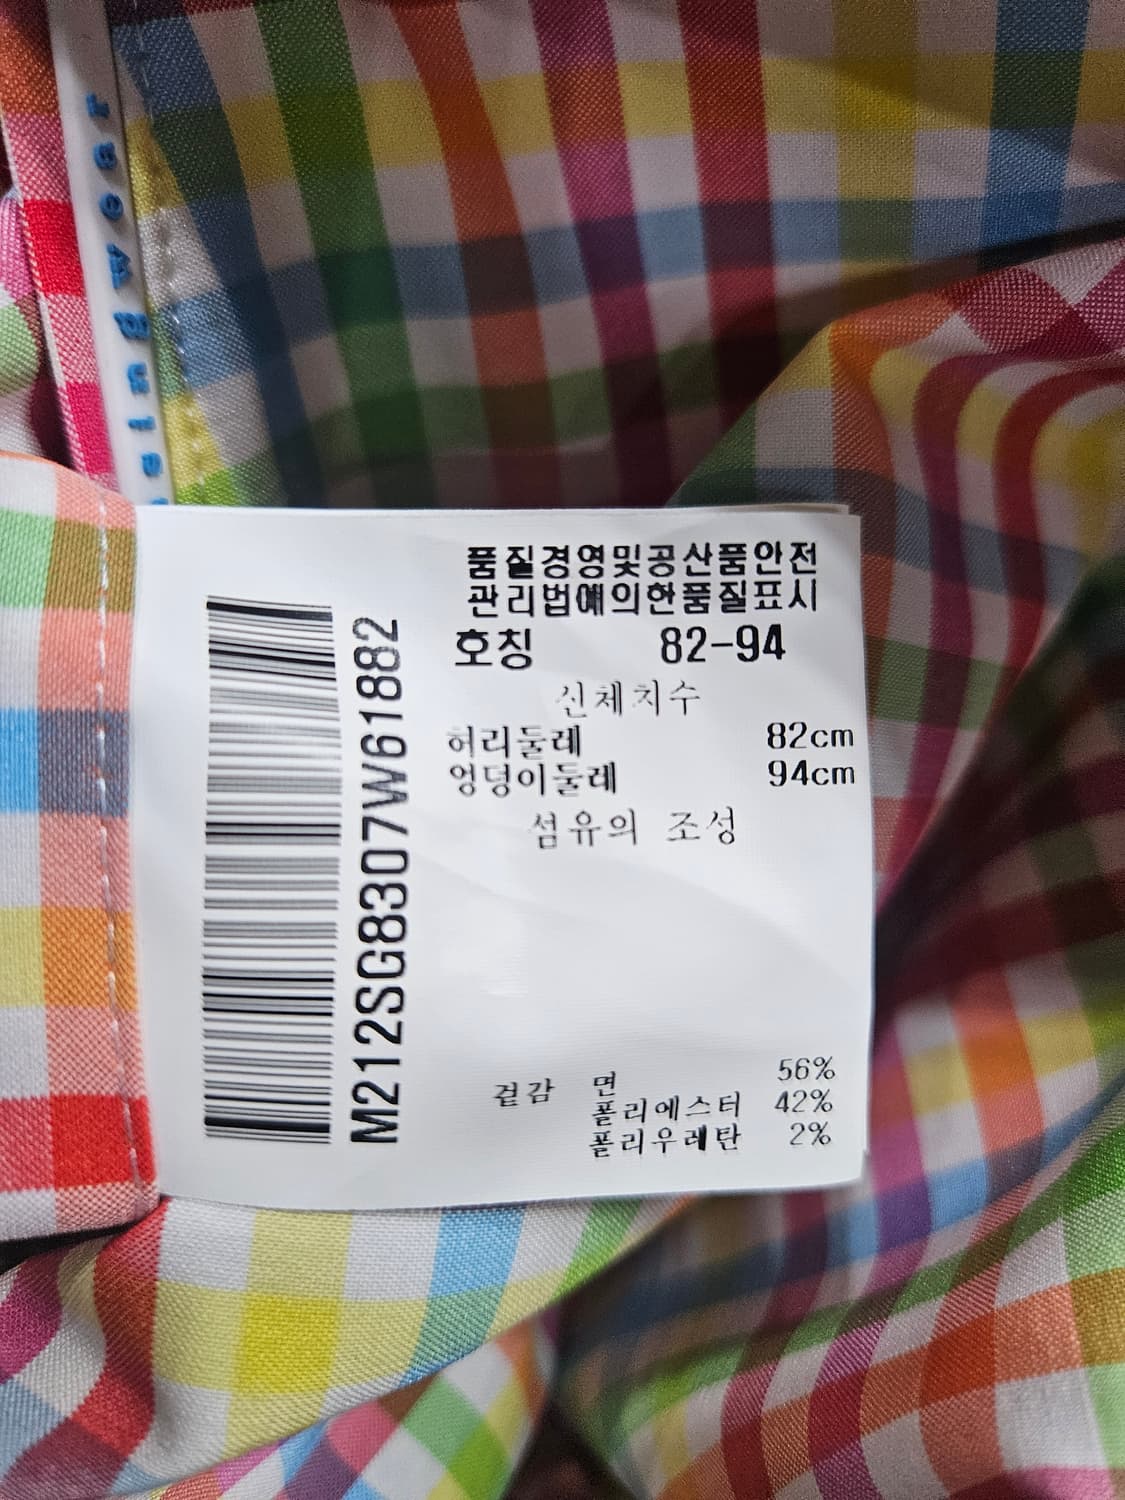 품질경영및공산품안전
관리법예의한품질표시
호칭 82-94
신체치수
허리둘레 82cm
엉덩이둘레 94cm
섬유의 조성
겉감 면 56%
폴리에스터 42%
폴리우레탄 2%
M212SG8307W61882